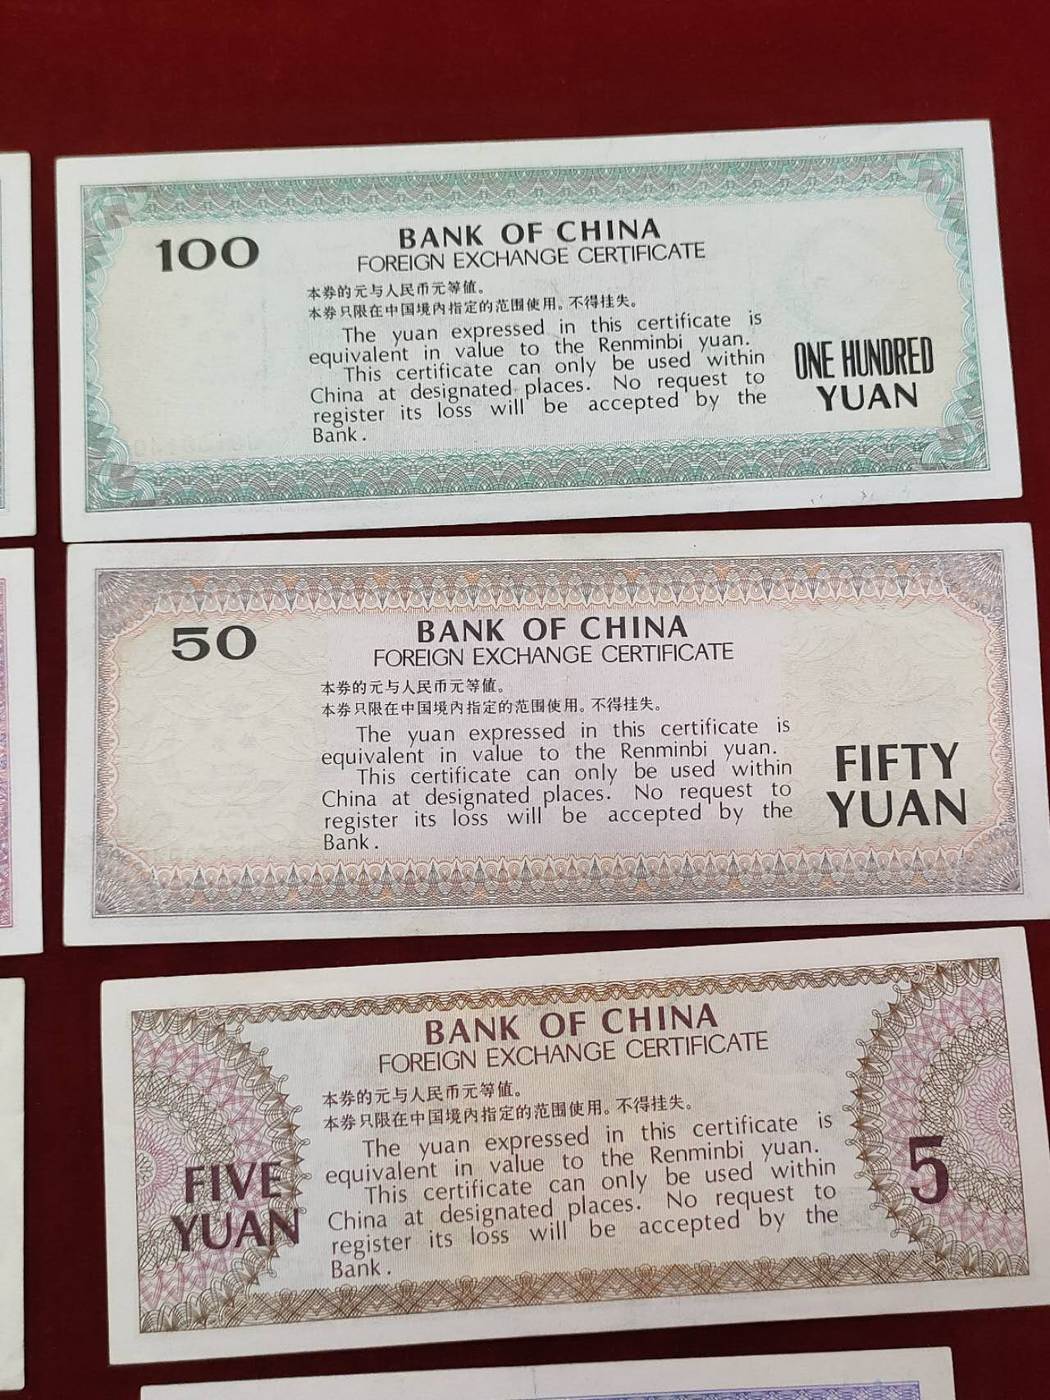 100
BANK OF CHINA
FOREIGN EXCHANGE CERTIFICATE
本券的元与人民币元等值。
本券只限在中国境内指定的范围使用。不得挂失。
The yuan expressed in this certificate is
equivalent in value to the Renminbi yuan.
This certificate can only be used within
China at designated places. No request to
register its loss will be accepted by the
Bank.
ONE HUNDRED
YUAN
50
BANK OF CHINA
FOREIGN EXCHANGE CERTIFICATE
本券的元与人民币元等值。
本券只限在中国境内指定的范围使用。不得挂失。
The yuan expressed in this certificate is
equivalent in value to the Renminbi yuan.
This certificate can only be used within
China at designated places. No request to
register its loss will be accepted by the
Bank.
FIFTY
YUAN
BANK OF CHINA
FOREIGN EXCHANGE CERTIFICATE
本券的元与人民币元等值。
本券只限在中国境内指定的范围使用。不得挂失。
The yuan expressed in this certificate is
equivalent in value to the Renminbi yuan.
This certificate can only be used within
China at designated places. No request to
register its loss will be accepted by the
Bank.
FIVE
YUAN
5